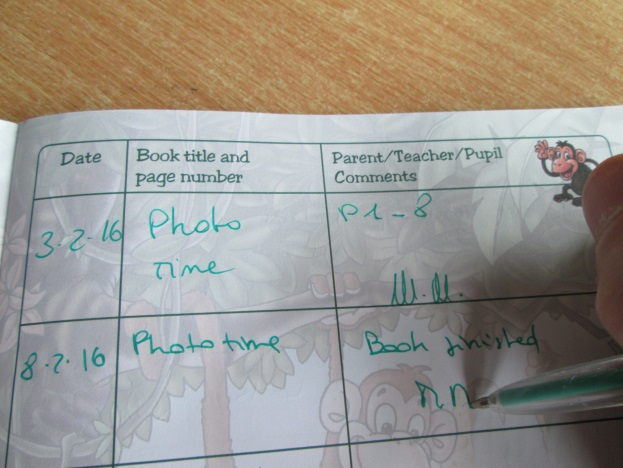 Date
Book title and
page number
Parent/Teacher/Pupil
Comments
3.2.16
Photo
Time
P1-8
8.2.16
Photo time
Book finished